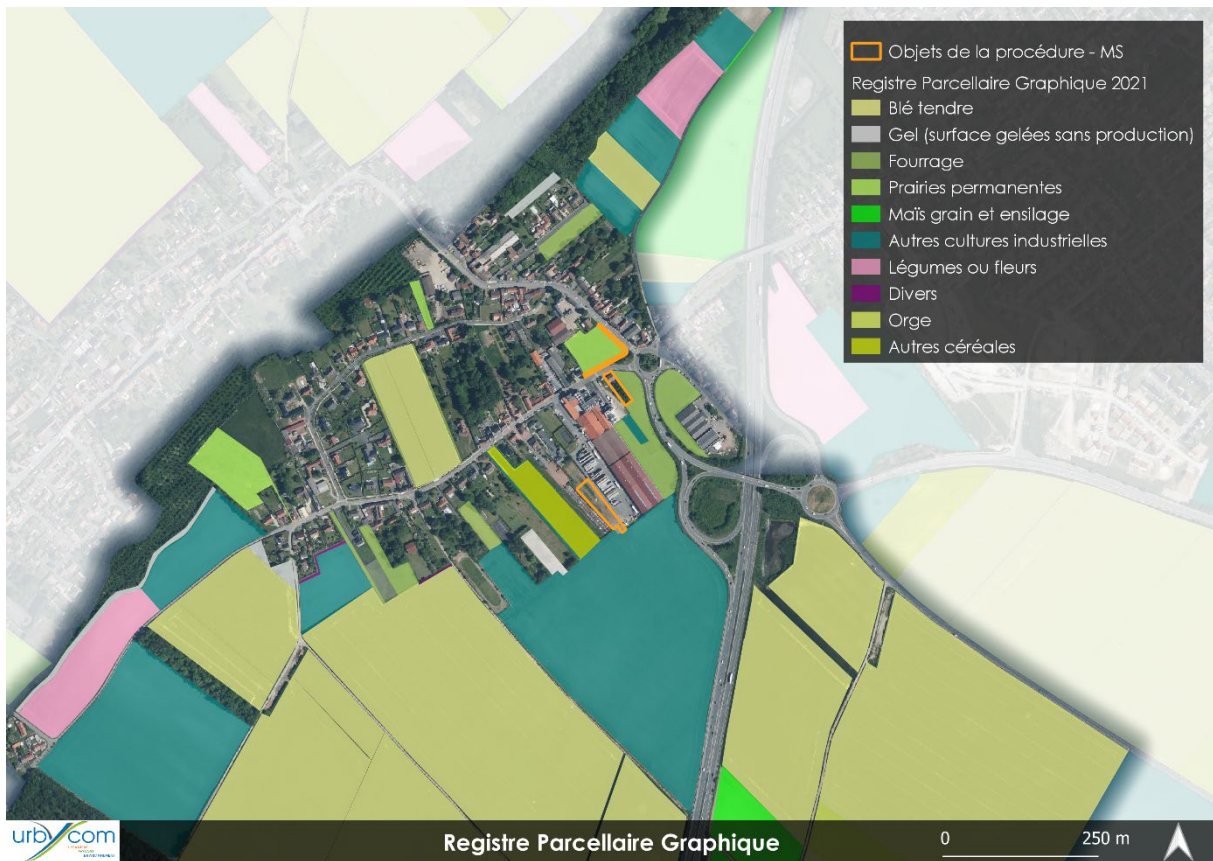 Objets de la procédure - MS
Registre Parcellaire Graphique 2021
Blé tendre
Gel (surface gelées sans production)
Fourrage
Prairies permanentes
Maïs grain et ensilage
Autres cultures industrielles
Légumes ou fleurs
Divers
Orge
Autres céréales
urbycom
Registre Parcellaire Graphique
0 250 m